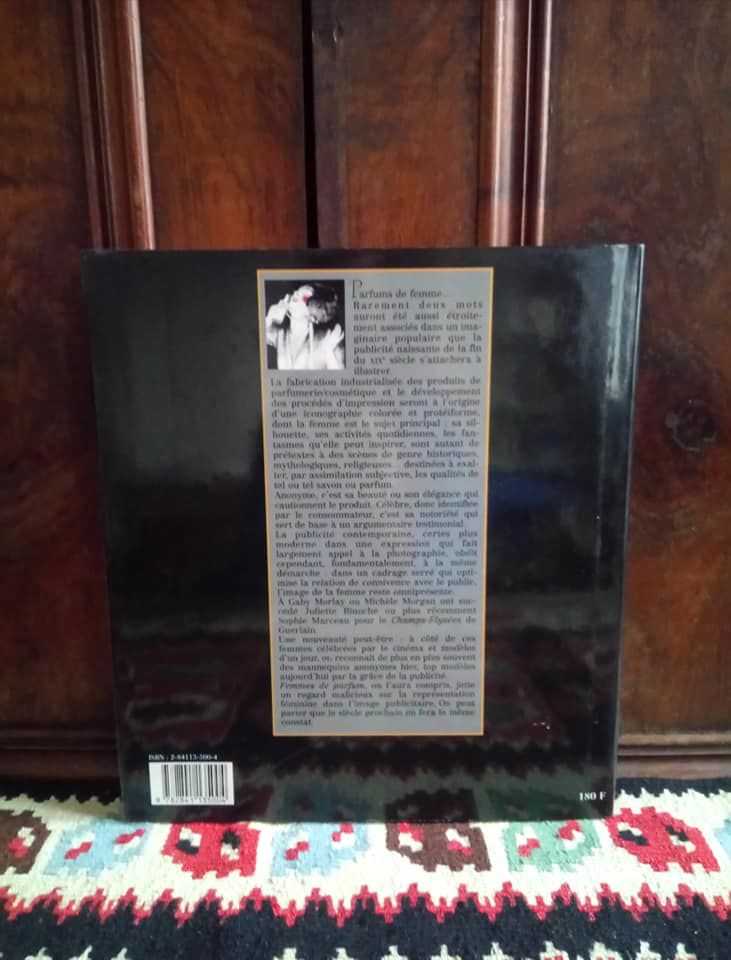 Parfums de femme...
Rarement deux mots
auront été aussi étroite-
ment associés dans un ima-
ginaire populaire que la
publicité naissante de la fin
du XIXe siècle s'attachera à
illustrer.
La fabrication industrialisée des produits de
parfumerie/cosmétique et le développement
des procédés d'impression seront à l'origine
d'une iconographie colorée et protéiforme,
dont la femme est le sujet principal : sa sil-
houette, ses activités quotidiennes, les fan-
tasmes qu'elle peut inspirer, sont autant de
prétextes à des scènes de genre historiques,
mythologiques, religieuses... destinées à exal-
ter, par assimilation subjective, les qualités de
tel ou tel savon ou parfum.
Anonyme, c'est sa beauté ou son élégance qui
cautionnent le produit. Célèbre, donc identifiée
par le consommateur, c'est sa notoriété qui
sert de base à un argumentaire testimonial.
La publicité contemporaine, certes plus
moderne dans une expression qui fait
largement appel à la photographie, obéit
cependant, fondamentalement, à la même
démarche : dans un cadrage serré qui opti-
mise la relation de connivence avec le public,
l'image de la femme reste omniprésente.
À Gaby Morlay ou Michèle Morgan ont suc-
cédé Juliette Binoche ou plus récemment
Sophie Marceau pour le Champs-Elysées de
Guerlain.
Une nouveauté peut-être : à côté de ces
femmes célébrées par le cinéma et modèles
d'un jour, on reconnaît de plus en plus souvent
des mannequins anonymes hier, top modèles
aujourd'hui par la grâce de la publicité.
Femmes de parfum, on l'aura compris, jette
un regard malicieux sur la représentation
féminine dans l'image publicitaire. On peut
parier que le siècle prochain en fera le même
constat.
ISBN : 2-84113-500-4
9 782841 135004
180 F